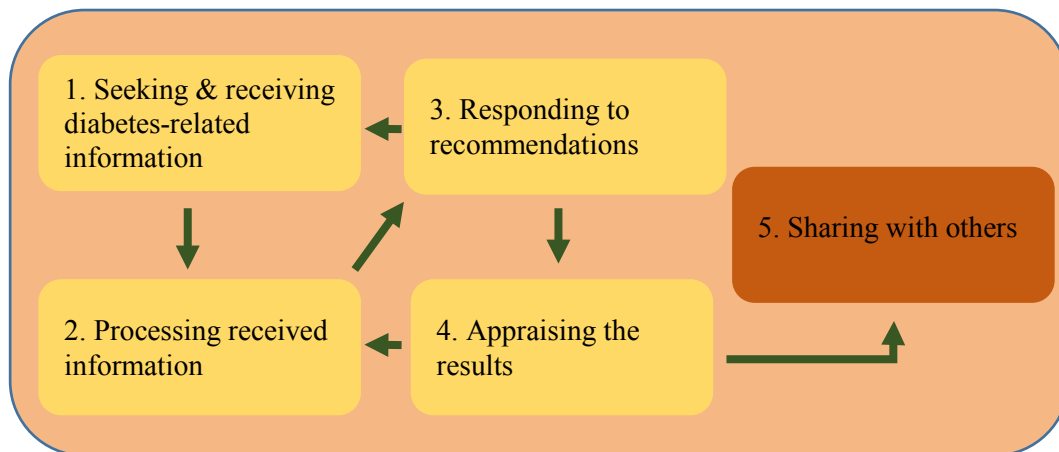 1. Seeking & receiving
diabetes-related
information
2. Processing received
information
3. Responding to
recommendations
4. Appraising the
results
5. Sharing with others